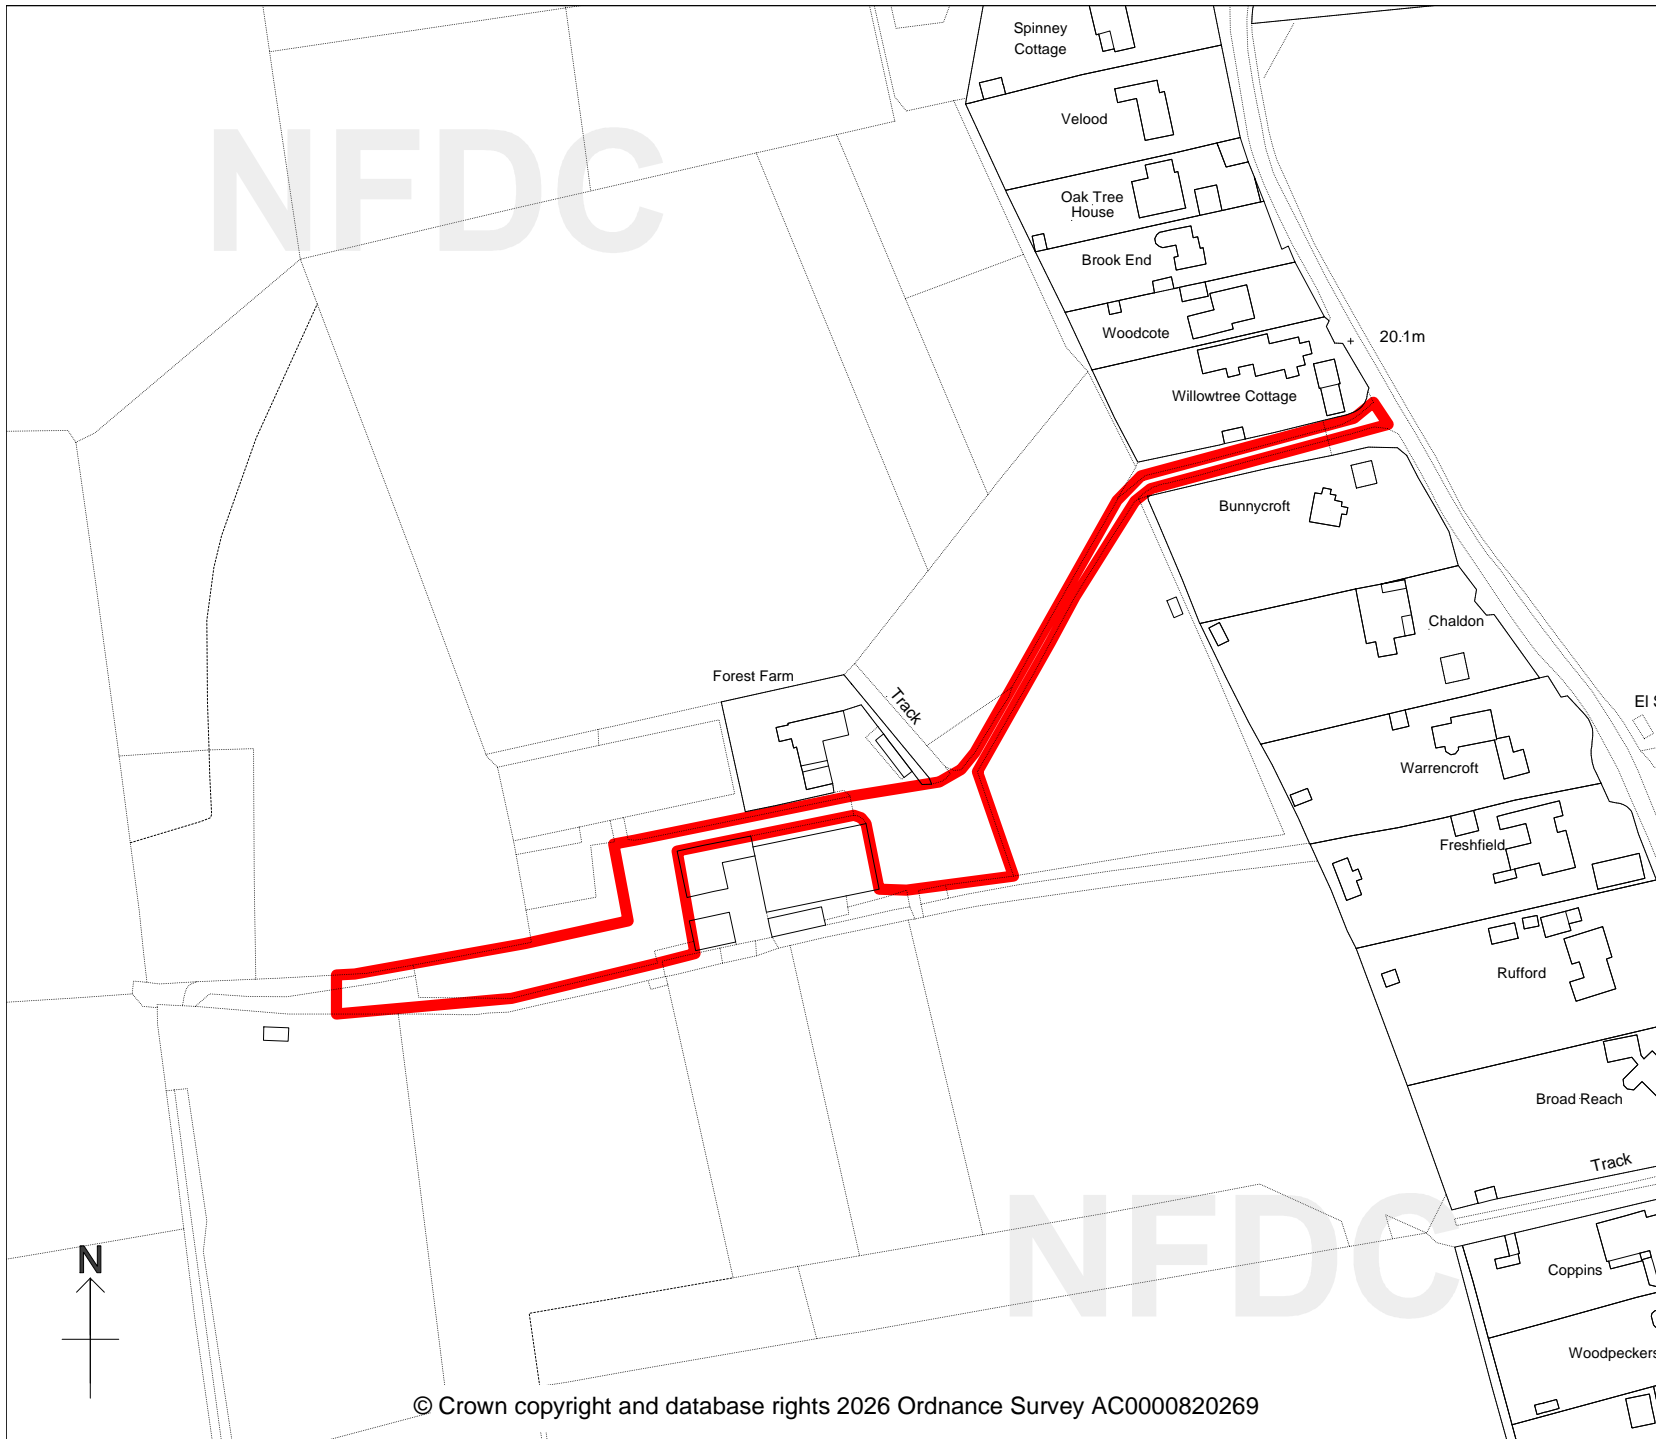 Spinney
Cottage
Velood
NFDC
Oak Tree
House
Brook End
Woodcote
20.1m
Willowtree Cottage
Bunnycroft
Chaldon
Forest Farm
Track
El S
Warrencroft
Freshfield
Rufford
Broad Reach
Track
NFDC
N
Coppins
Woodpeckers
© Crown copyright and database rights 2026 Ordnance Survey AC0000820269